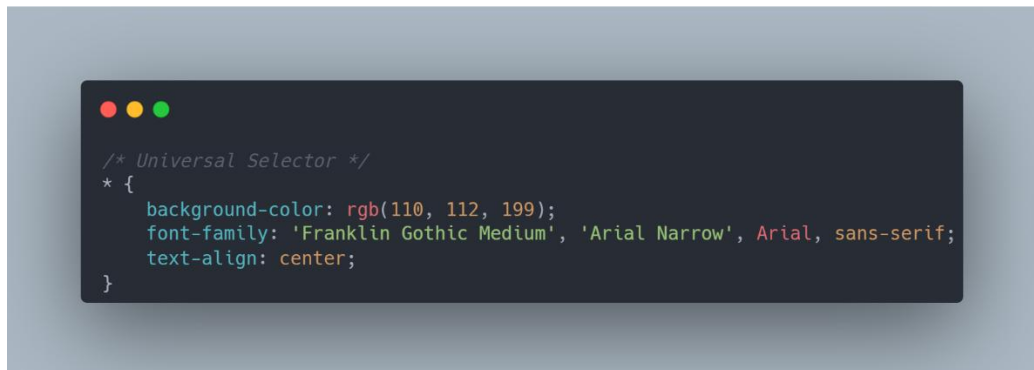 /* Universal Selector */
* {
    background-color: rgb(110, 112, 199);
    font-family: 'Franklin Gothic Medium', 'Arial Narrow', Arial, sans-serif;
    text-align: center;
}